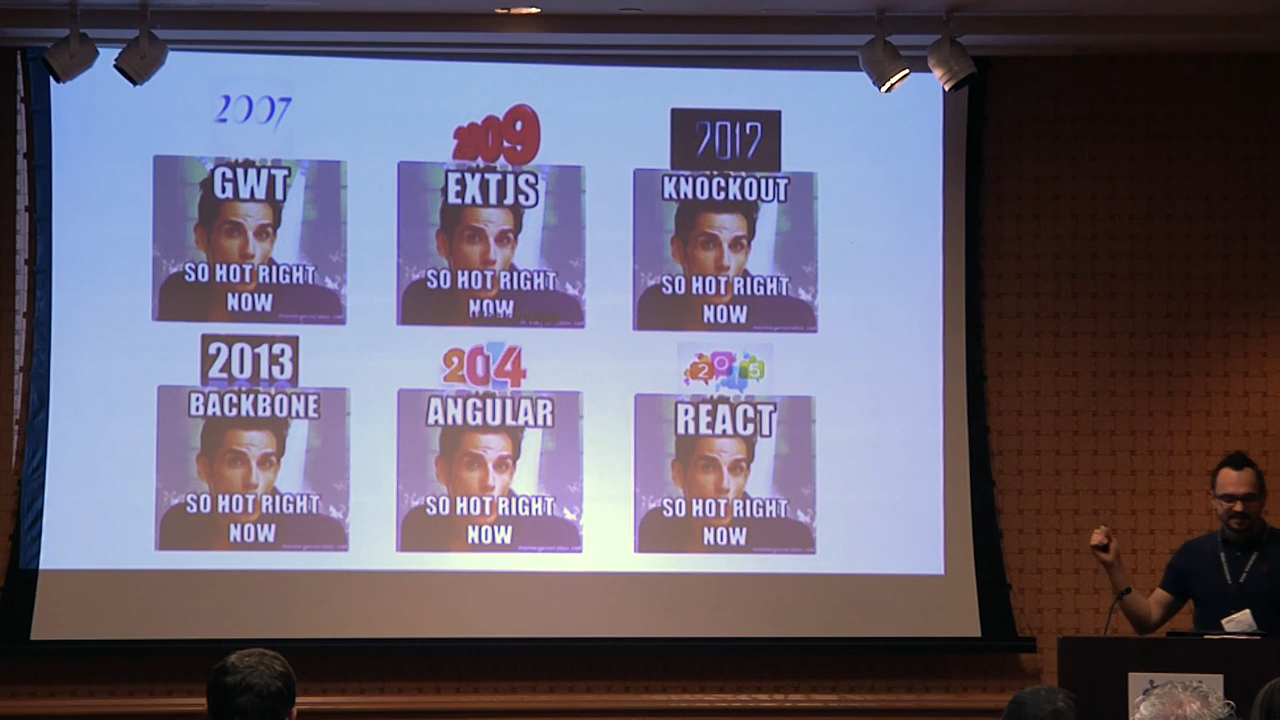 2007
2009
2012
GWT
SO HOT RIGHT
NOW
EXTJS
SO HOT RIGHT
NOW
KNOCKOUT
SO HOT RIGHT
NOW
2013
2014
2015
BACKBONE
SO HOT RIGHT
NOW
ANGULAR
SO HOT RIGHT
NOW
REACT
SO HOT RIGHT
NOW